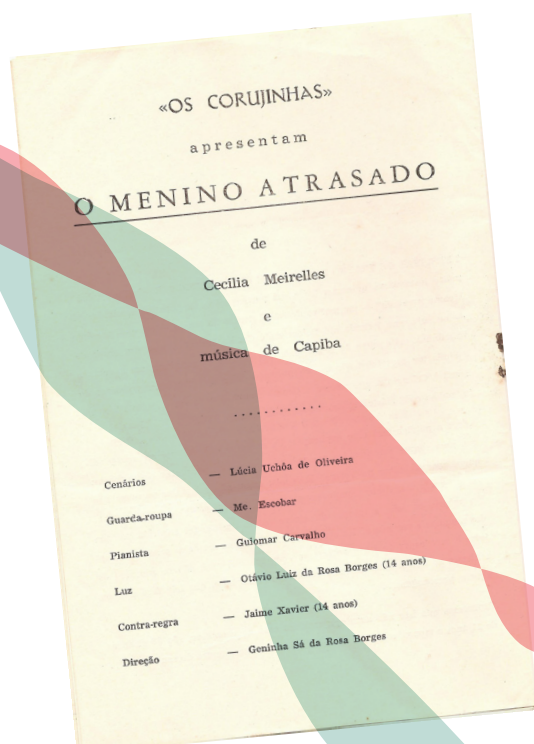 «OS CORUJINHAS»
apresentam
O MENINO ATRASADO
de
Cecília Meirelles
e
música de Capiba
............
Cenários — Lúcia Uchôa de Oliveira
Guarda-roupa — Me. Escobar
Pianista — Guiomar Carvalho
Luz — Otávio Luiz da Rosa Borges (14 anos)
Contra-regra — Jaime Xavier (14 anos)
Direção — Geninha Sá da Rosa Borges